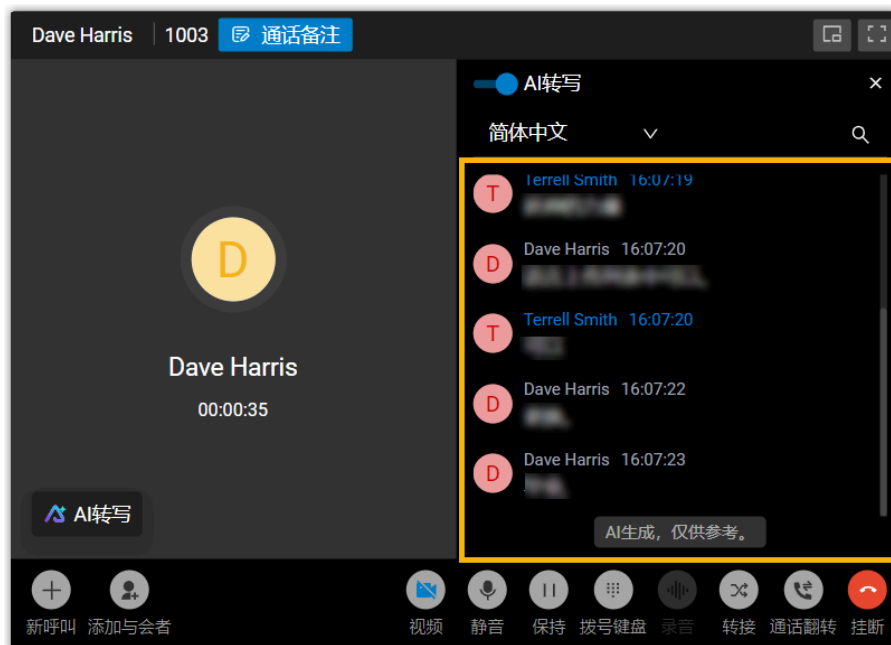 Dave Harris 1003 通话备注
AI转写
简体中文
Terrell Smith 16:07:19
Dave Harris 16:07:20
Terrell Smith 16:07:20
Dave Harris 16:07:22
Dave Harris 16:07:23
AI生成，仅供参考。
D
Dave Harris
00:00:35
AI转写
T
D
T
D
D
新呼叫 添加与会者 视频 静音 保持 拨号键盘 录音 转接 通话翻转 挂断